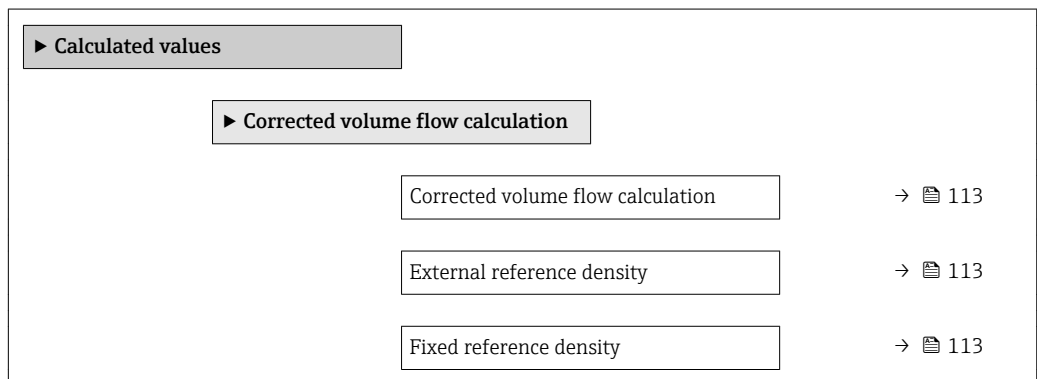 ► Calculated values
► Corrected volume flow calculation
Corrected volume flow calculation → 113
External reference density → 113
Fixed reference density → 113